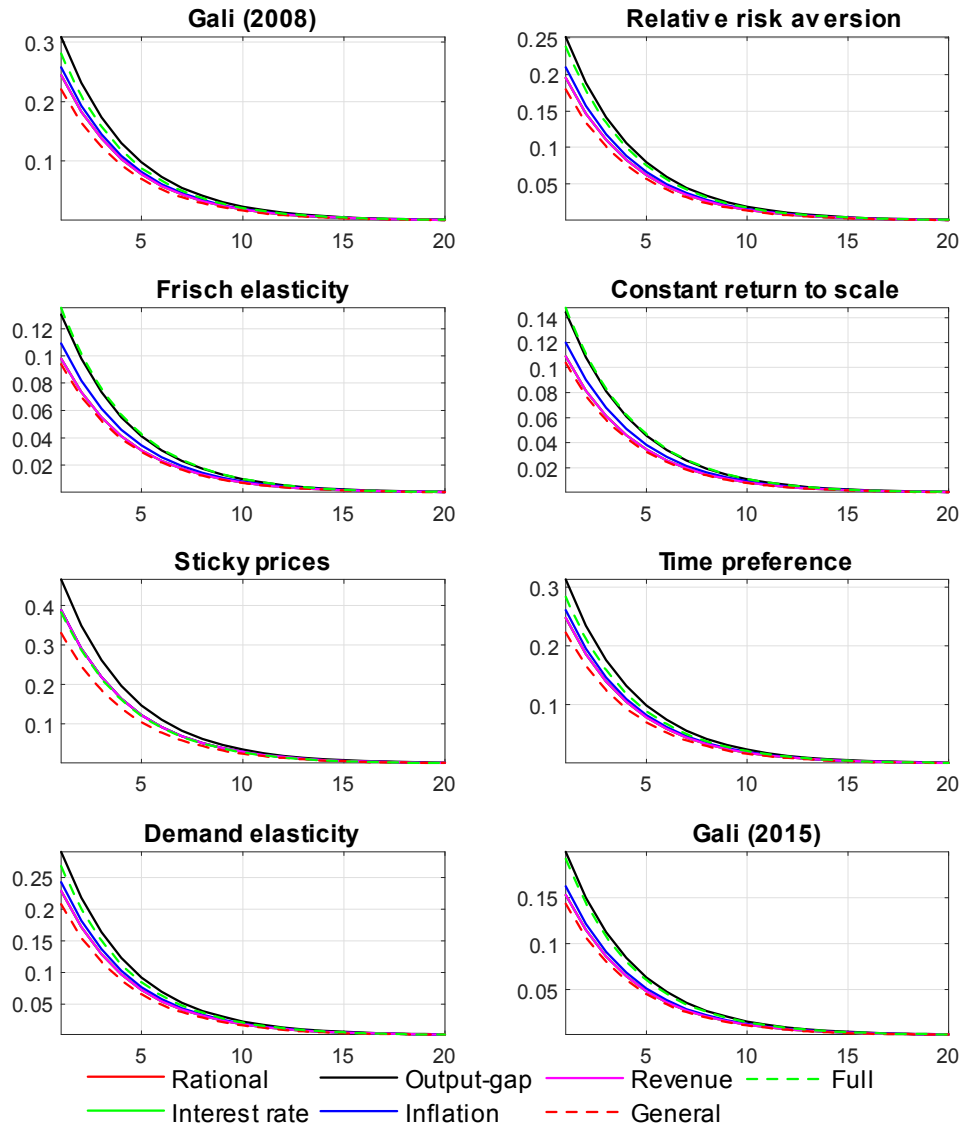 Gali (2008)
0.3
0.2
0.1
5 10 15 20
Relative risk aversion
0.25
0.2
0.15
0.1
0.05
5 10 15 20
Frisch elasticity
0.12
0.1
0.08
0.06
0.04
0.02
5 10 15 20
Constant return to scale
0.14
0.12
0.1
0.08
0.06
0.04
0.02
5 10 15 20
Sticky prices
0.4
0.3
0.2
0.1
5 10 15 20
Time preference
0.3
0.2
0.1
5 10 15 20
Demand elasticity
0.25
0.2
0.15
0.1
0.05
5 10 15 20
Gali (2015)
0.15
0.1
0.05
5 10 15 20
Rational Output-gap Revenue Full
Interest rate Inflation General